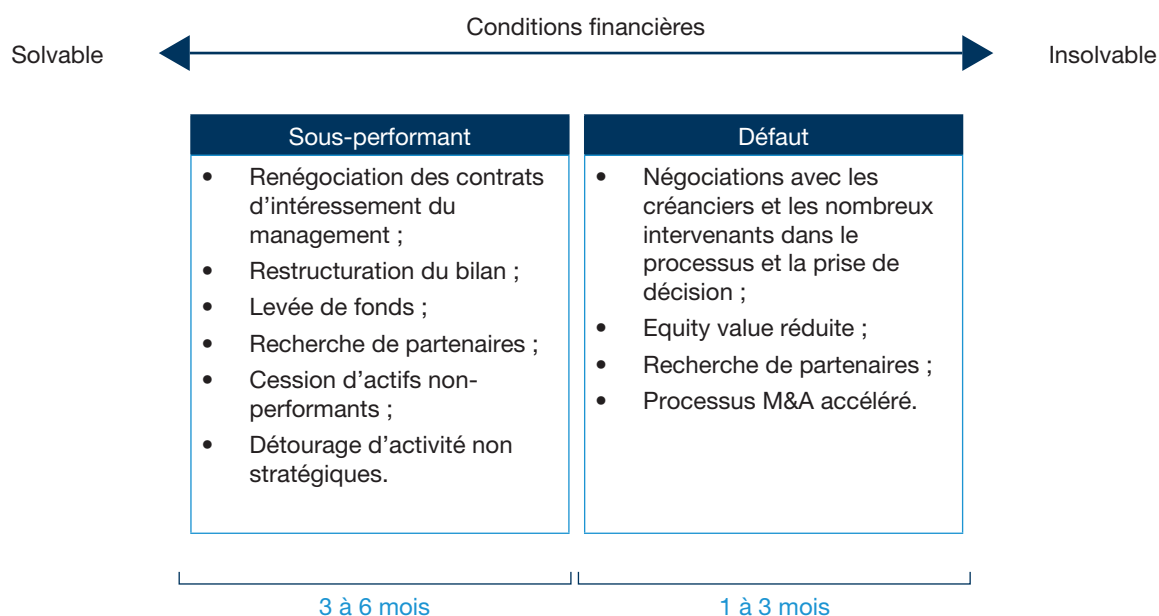 Conditions financières
Solvable
Insolvable
Sous-performant
• Renégociation des contrats
d’intéressement du
management ;
• Restructuration du bilan ;
• Levée de fonds ;
• Recherche de partenaires ;
• Cession d’actifs non-
performants ;
• Détourage d’activité non
stratégiques.
Défaut
• Négociations avec les
créanciers et les nombreux
intervenants dans le
processus et la prise de
décision ;
• Equity value réduite ;
• Recherche de partenaires ;
• Processus M&A accéléré.
3 à 6 mois
1 à 3 mois